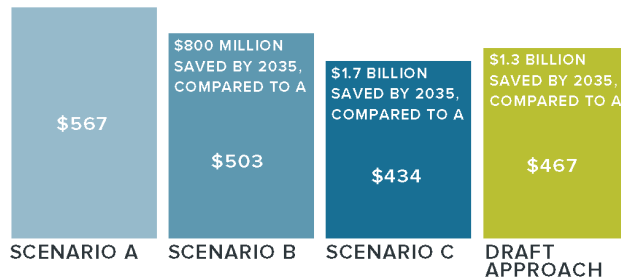 $567
SCENARIO A
$800 MILLION
SAVED BY 2035,
COMPARED TO A
$503
SCENARIO B
$1.7 BILLION
SAVED BY 2035,
COMPARED TO A
$434
SCENARIO C
$1.3 BILLION
SAVED BY 2035,
COMPARED TO A
$467
DRAFT
APPROACH